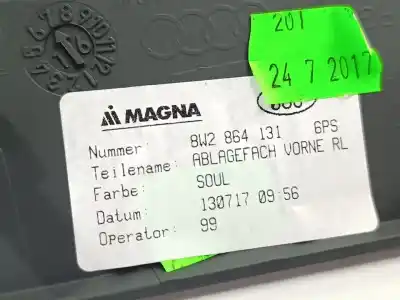 201
24 7 2017
MAGNA
Nummer: 8W2 864 131 6PS
Teilename: ABLAGEFACH VORNE RL
Farbe: SOUL
Datum: 130717 09:56
Operator: 99
16